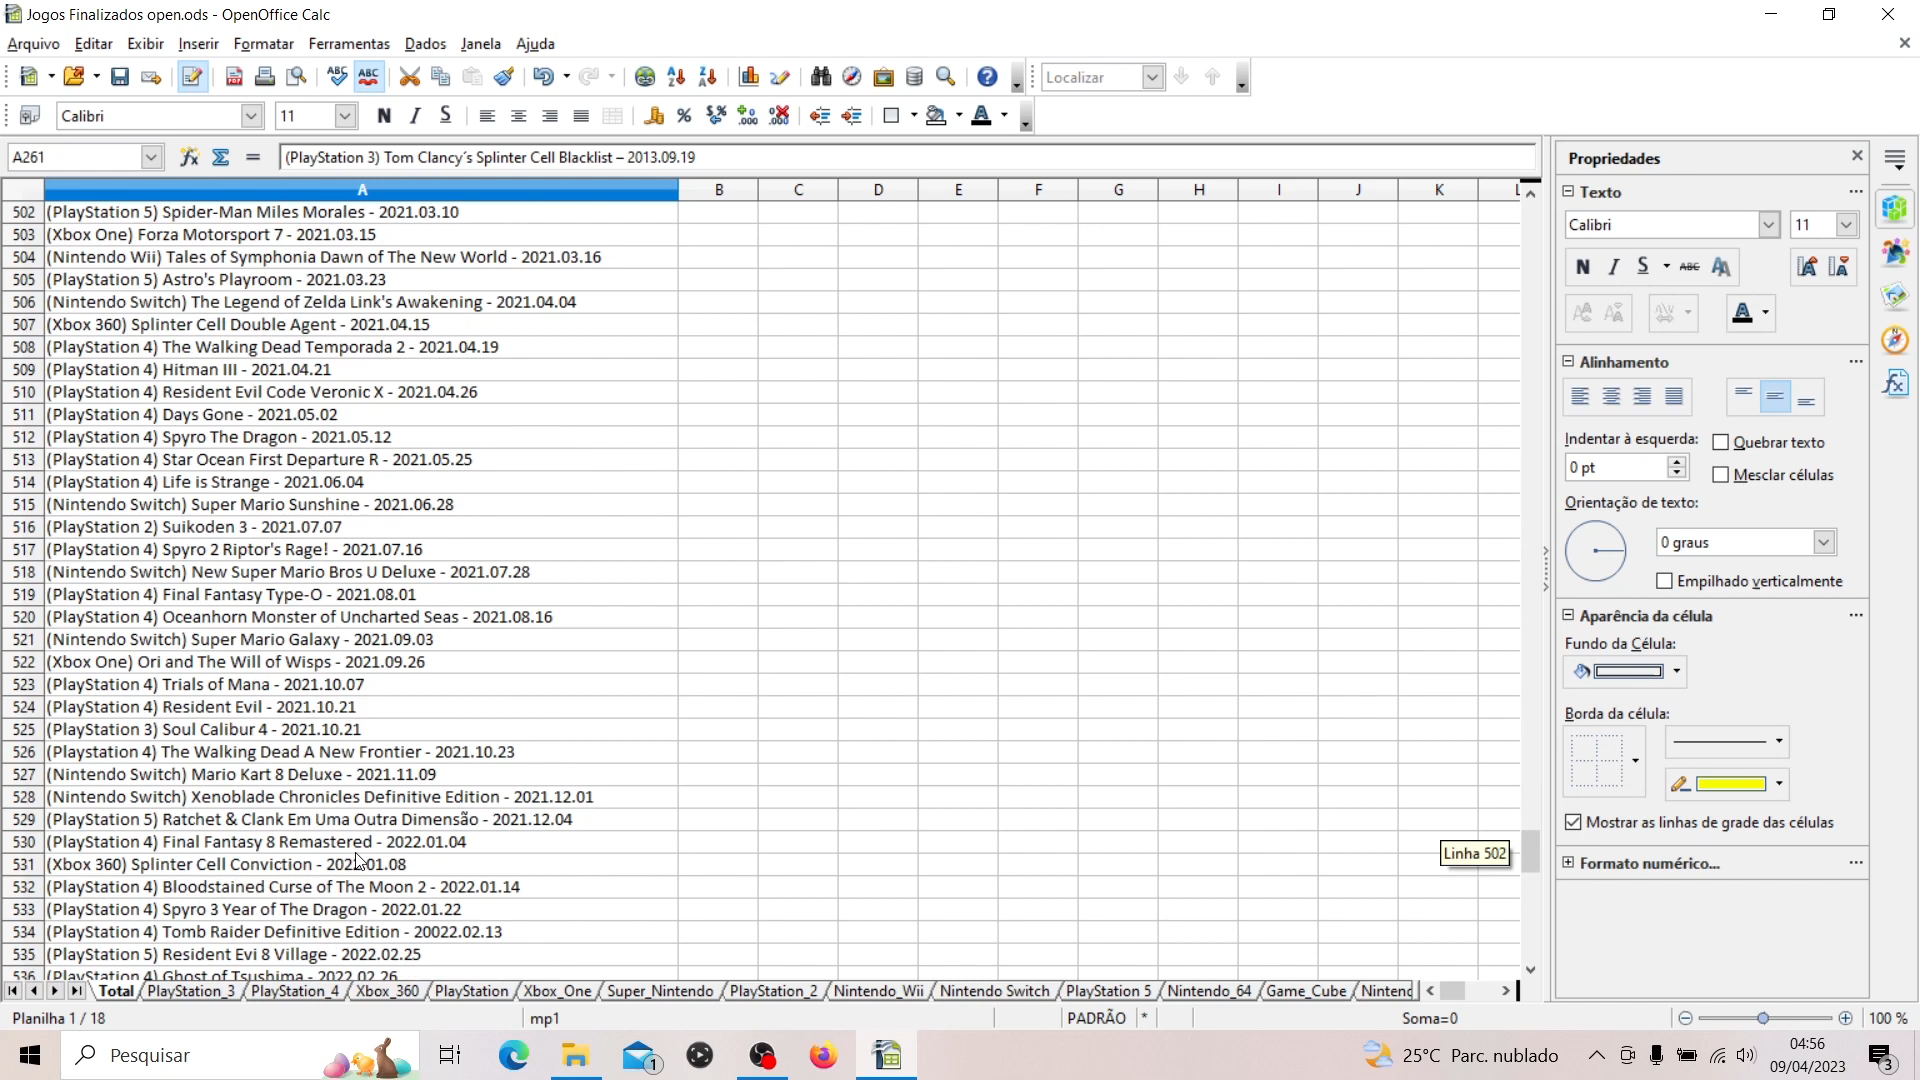 Jogos Finalizados open.ods - OpenOffice Calc
Arquivo Editar Exibir Inserir Formatar Ferramentas Dados Janela Ajuda
Localizar
Calibri 11 N I S
A261 (PlayStation 3) Tom Clancy´s Splinter Cell Blacklist – 2013.09.19
A B C D E F G H I J K L
502 (PlayStation 5) Spider-Man Miles Morales - 2021.03.10
503 (Xbox One) Forza Motorsport 7 - 2021.03.15
504 (Nintendo Wii) Tales of Symphonia Dawn of The New World - 2021.03.16
505 (PlayStation 5) Astro's Playroom - 2021.03.23
506 (Nintendo Switch) The Legend of Zelda Link's Awakening - 2021.04.04
507 (Xbox 360) Splinter Cell Double Agent - 2021.04.15
508 (PlayStation 4) The Walking Dead Temporada 2 - 2021.04.19
509 (PlayStation 4) Hitman III - 2021.04.21
510 (PlayStation 4) Resident Evil Code Veronic X - 2021.04.26
511 (PlayStation 4) Days Gone - 2021.05.02
512 (PlayStation 4) Spyro The Dragon - 2021.05.12
513 (PlayStation 4) Star Ocean First Departure R - 2021.05.25
514 (PlayStation 4) Life is Strange - 2021.06.04
515 (Nintendo Switch) Super Mario Sunshine - 2021.06.28
516 (PlayStation 2) Suikoden 3 - 2021.07.07
517 (PlayStation 4) Spyro 2 Riptor's Rage! - 2021.07.16
518 (Nintendo Switch) New Super Mario Bros U Deluxe - 2021.07.28
519 (PlayStation 4) Final Fantasy Type-O - 2021.08.01
520 (PlayStation 4) Oceanhorn Monster of Uncharted Seas - 2021.08.16
521 (Nintendo Switch) Super Mario Galaxy - 2021.09.03
522 (Xbox One) Ori and The Will of Wisps - 2021.09.26
523 (PlayStation 4) Trials of Mana - 2021.10.07
524 (PlayStation 4) Resident Evil - 2021.10.21
525 (PlayStation 3) Soul Calibur 4 - 2021.10.21
526 (Playstation 4) The Walking Dead A New Frontier - 2021.10.23
527 (Nintendo Switch) Mario Kart 8 Deluxe - 2021.11.09
528 (Nintendo Switch) Xenoblade Chronicles Definitive Edition - 2021.12.01
529 (PlayStation 5) Ratchet & Clank Em Uma Outra Dimensão - 2021.12.04
530 (PlayStation 4) Final Fantasy 8 Remastered - 2022.01.04
531 (Xbox 360) Splinter Cell Conviction - 2022.01.08
532 (PlayStation 4) Bloodstained Curse of The Moon 2 - 2022.01.14
533 (PlayStation 4) Spyro 3 Year of The Dragon - 2022.01.22
534 (PlayStation 4) Tomb Raider Definitive Edition - 20022.02.13
535 (PlayStation 5) Resident Evi 8 Village - 2022.02.25
536 (PlayStation 4) Ghost of Tsushima - 2022.02.26
Linha 502
Total PlayStation_3 PlayStation_4 Xbox_360 PlayStation Xbox_One Super_Nintendo PlayStation_2 Nintendo_Wii Nintendo Switch PlayStation 5 Nintendo_64 Game_Cube Nintenc
Planilha 1 / 18 mp1 PADRÃO * Soma=0 100 %
Propriedades
Texto
Calibri 11
N I S ABC
Alinhamento
Indentar à esquerda: Quebrar texto
0 pt Mesclar células
Orientação de texto:
0 graus
Empilhado verticalmente
Aparência da célula
Fundo da Célula:
Borda da célula:
Mostrar as linhas de grade das células
Formato numérico...
Pesquisar 1 25°C Parc. nublado 04:56
09/04/2023 3